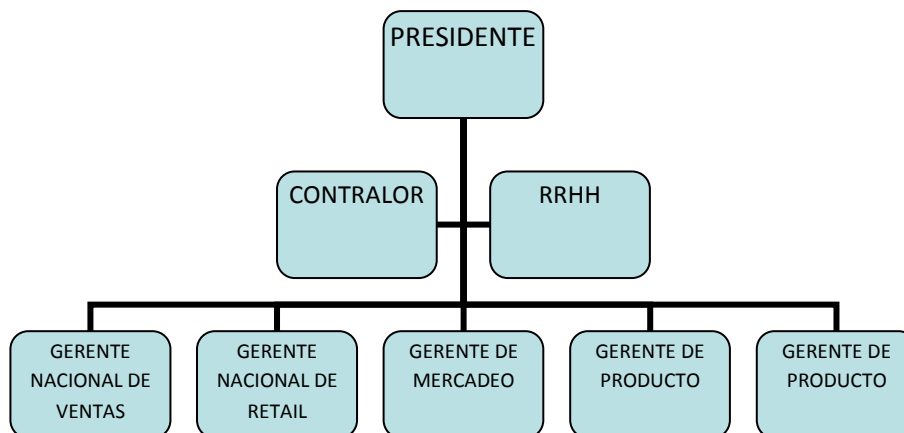 PRESIDENTE
CONTRALOR
RRHH
GERENTE
NACIONAL DE
VENTAS
GERENTE
NACIONAL DE
RETAIL
GERENTE DE
MERCADEO
GERENTE DE
PRODUCTO
GERENTE DE
PRODUCTO